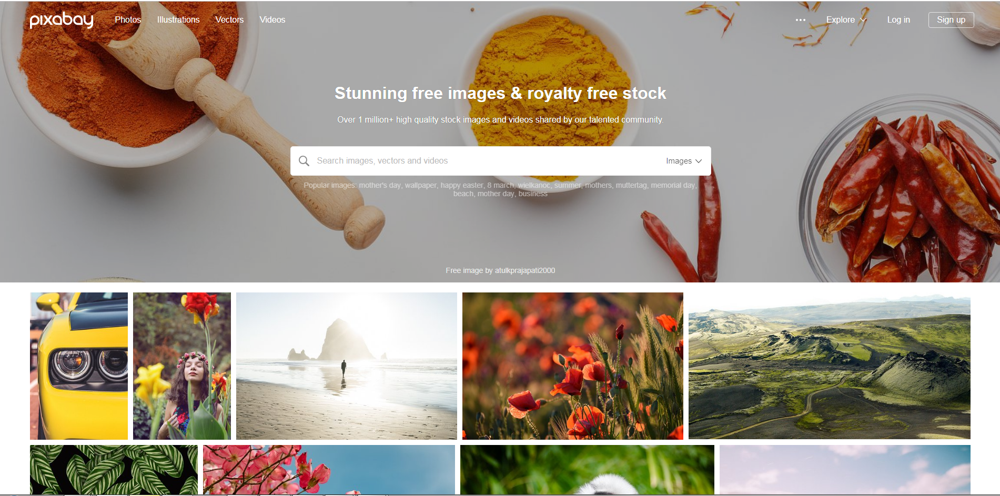 pixabay Photos Illustrations Vectors Videos ••• Explore Log in Sign up
Stunning free images & royalty free stock
Over 1 million+ high quality stock images and videos shared by our talented community.
Search images, vectors and videos Images
Popular images: mother's day, wallpaper, happy easter, 8 march, wielkanoc, summer, mothers, muttertag, memorial day,
beach, mother day, business
Free image by atulkprajapati2000